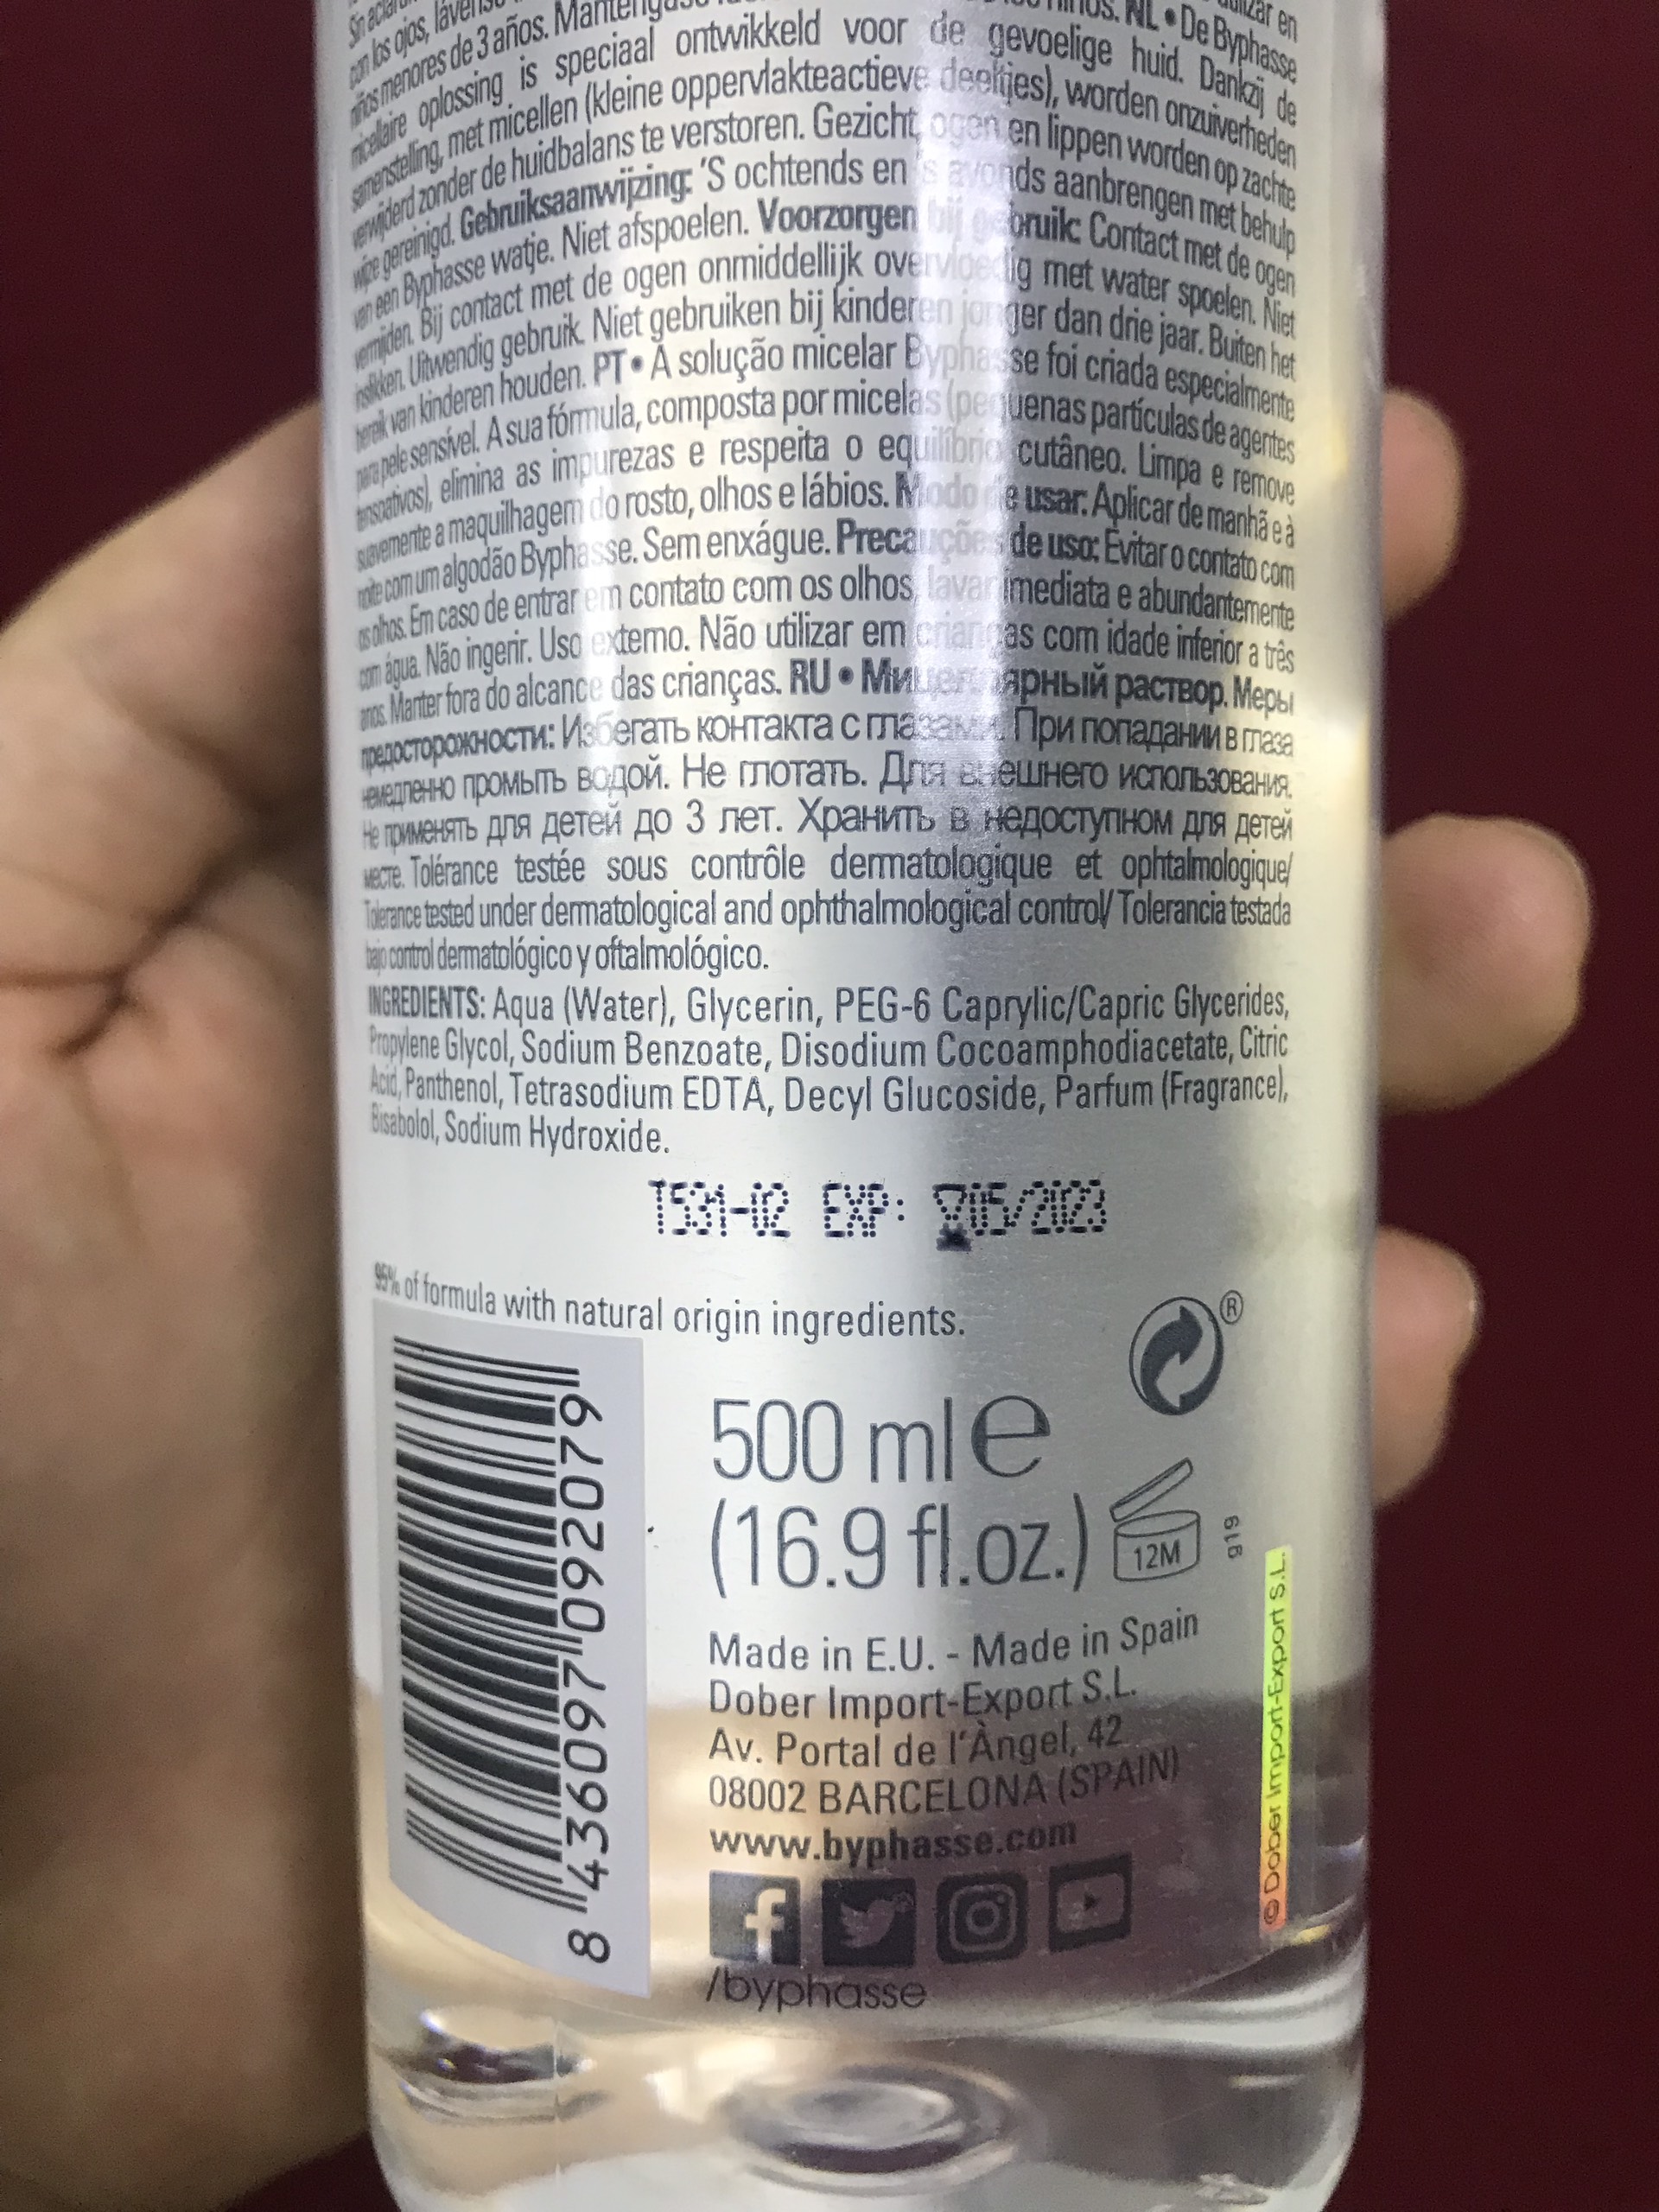 con los ojos, lávense
niños menores de 3 años. NL • De Byphasse
micellaire oplossing is speciaal ontwikkeld voor de gevoelige huid. Dankzij de
samenstelling, met micellen (kleine oppervlakteactieve deeltjes), worden onzuiverheden
verwijderd zonder de huidbalans te verstoren. Gezicht, ogen en lippen worden op zachte
wijze gereinigd. Gebruiksaanwijzing: 'S ochtends en 's avonds aanbrengen met behulp
van een Byphasse watje. Niet afspoelen. Voorzorgen bij gebruik: Contact met de ogen
vermijden. Bij contact met de ogen onmiddellijk overvloedig met water spoelen. Niet
inslikken. Uitwendig gebruik. Niet gebruiken bij kinderen jonger dan drie jaar. Buiten het
bereik van kinderen houden. PT • A solução micelar Byphasse foi criada especialmente
para pele sensível. A sua fórmula, composta por micelas (pequenas partículas de agentes
tensoativos), elimina as impurezas e respeita o equilíbrio cutâneo. Limpa e remove
suavemente a maquilhagem do rosto, olhos e lábios. Modo de usar: Aplicar de manhã e à
noite com um algodão Byphasse. Sem enxágue. Precauções de uso: Evitar o contato com
os olhos. Em caso de entrar em contato com os olhos, lavar imediata e abundantemente
com água. Não ingerir. Uso externo. Não utilizar em crianças com idade inferior a três
anos. Manter fora do alcance das crianças. RU • Мицеллярный раствор. Меры
предосторожности: Избегать контакта с глазами. При попадании в глаза
немедленно промыть водой. Не глотать. Для внешнего использования.
Не применять для детей до 3 лет. Хранить в недоступном для детей
месте. Tolérance testée sous contrôle dermatologique et ophtalmologique/
Tolerance tested under dermatological and ophthalmological control/ Tolerancia testada
bajo control dermatológico y oftalmológico.
INGREDIENTS: Aqua (Water), Glycerin, PEG-6 Caprylic/Capric Glycerides,
Propylene Glycol, Sodium Benzoate, Disodium Cocoamphodiacetate, Citric
Acid, Panthenol, Tetrasodium EDTA, Decyl Glucoside, Parfum (Fragrance),
Bisabolol, Sodium Hydroxide.
T531-02 EXP: 05/2023
95% of formula with natural origin ingredients.
®
8 436097 092079
500 ml e
(16.9 fl.oz.)
12M
g19
Made in E.U. - Made in Spain
Dober Import-Export S.L.
Av. Portal de l'Àngel, 42
08002 BARCELONA (SPAIN)
www.byphasse.com
/byphasse
© Dober Import-Export S.L.